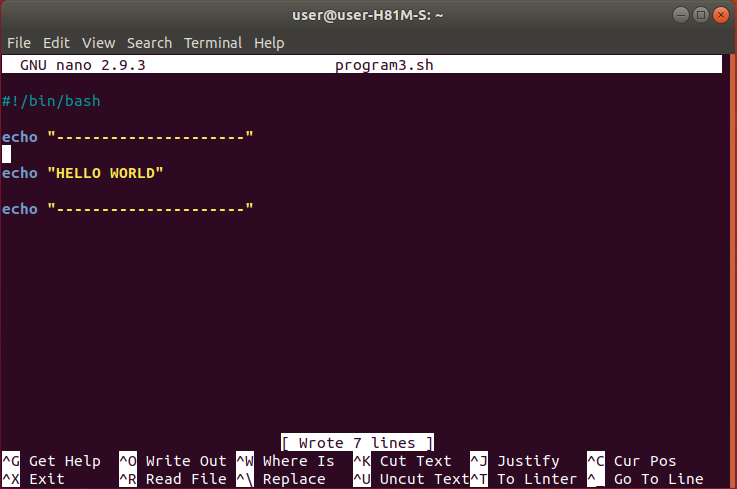 user@user-H81M-S: ~
File Edit View Search Terminal Help
GNU nano 2.9.3 program3.sh
#!/bin/bash
echo "---------------------"
echo "HELLO WORLD"
echo "---------------------"
[ Wrote 7 lines ]
^G Get Help ^O Write Out ^W Where Is ^K Cut Text ^J Justify ^C Cur Pos
^X Exit ^R Read File ^\ Replace ^U Uncut Text ^T To Linter ^_ Go To Line